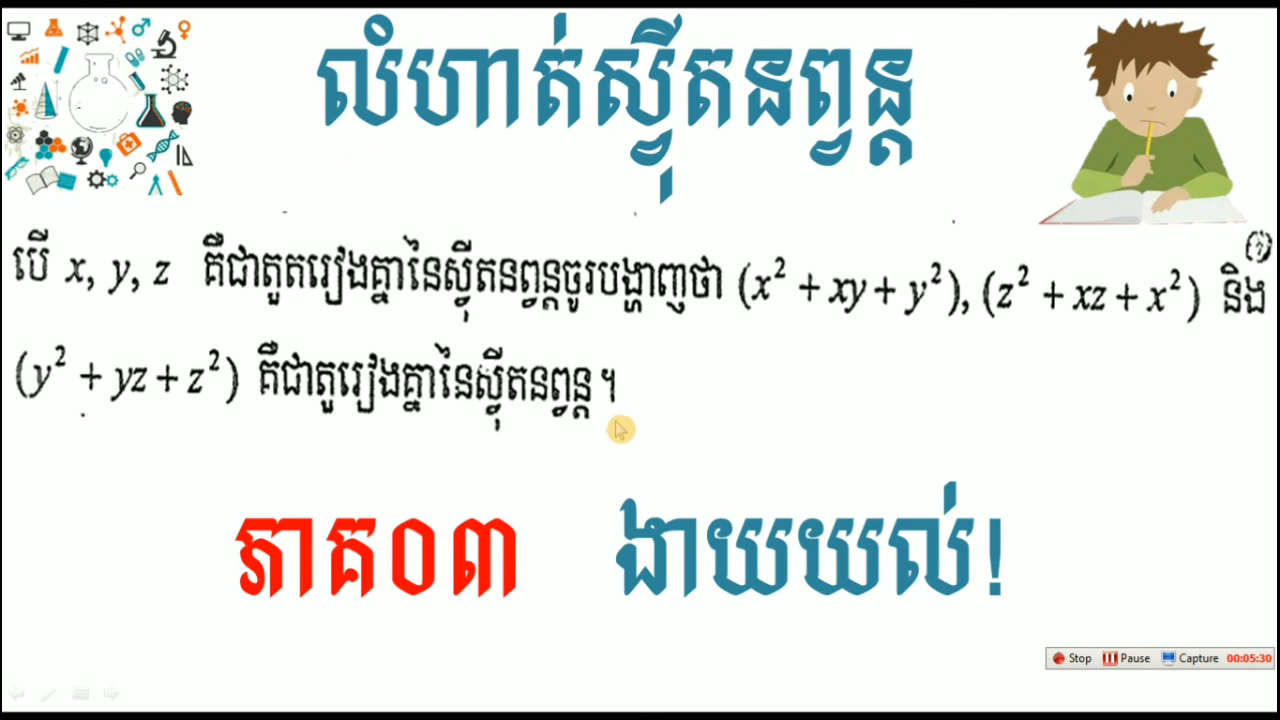 លំហាត់ស្វ៊ីតនព្វន្ត
បើ x, y, z គឺជាតួតរៀងគ្នានៃស្វ៊ីតនព្វន្តចូរបង្ហាញថា (x² + xy + y²), (z² + xz + x²) និង
(y² + yz + z²) គឺជាតួរៀងគ្នានៃស្វ៊ីតនព្វន្ត។
ភាគ០៣ ងាយយល់!
Stop Pause Capture 00:05:30